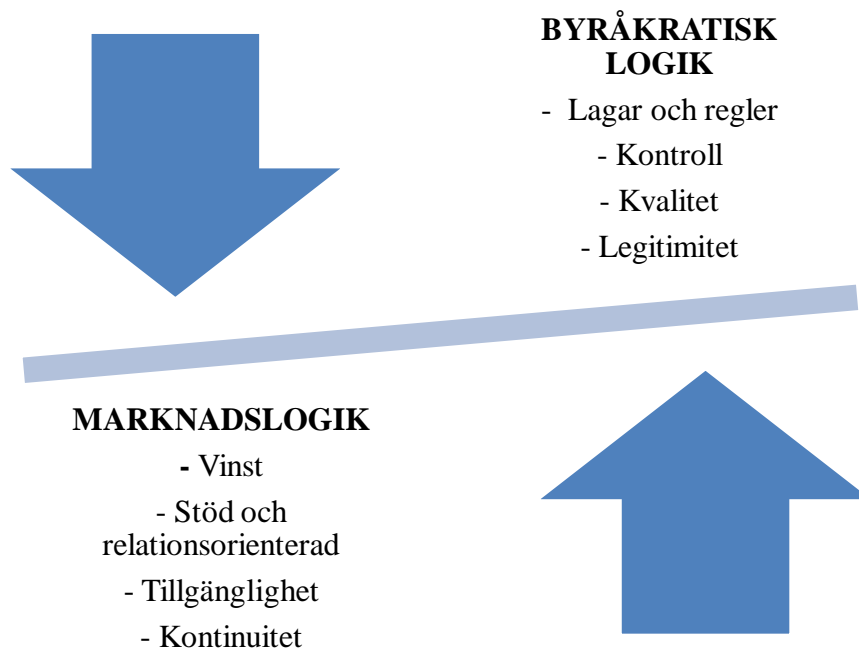 BYRÅKRATISK
LOGIK
- Lagar och regler
- Kontroll
- Kvalitet
- Legitimitet
MARKNADSLOGIK
- Vinst
- Stöd och
relationsorienterad
- Tillgänglighet
- Kontinuitet